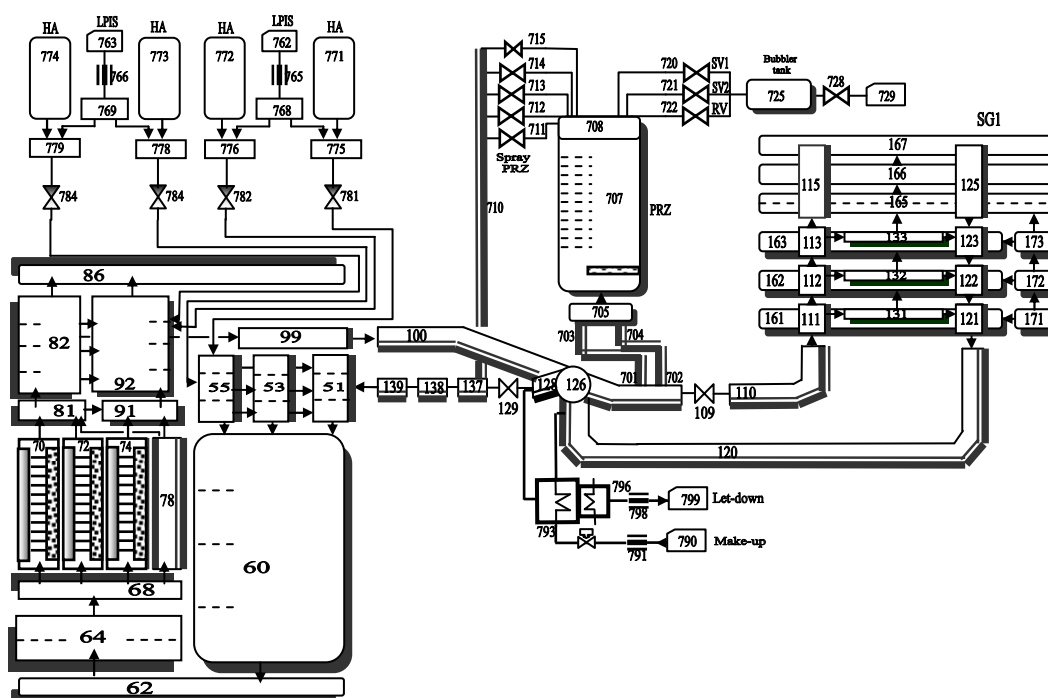 HA LPIS HA HA LPIS HA
774 763 773 772 762 771
766 765
769 768
779 778 776 775
784 784 782 781
715
714
713
712
711
Spray
PRZ
710
708
707
PRZ
705
703 704
701 702
720 SV1
721 SV2
722 RV
Bubbler
tank
725
728
729
SG1
167
166
165
115 125
163 113 133 123 173
162 112 132 122 172
161 111 131 121 171
86
82
92
99
100
55 53 51
139 138 137
129
128
126
109
110
120
81 91
70 72 74
78
68
64
62
60
796
799 Let-down
798
793
790 Make-up
791